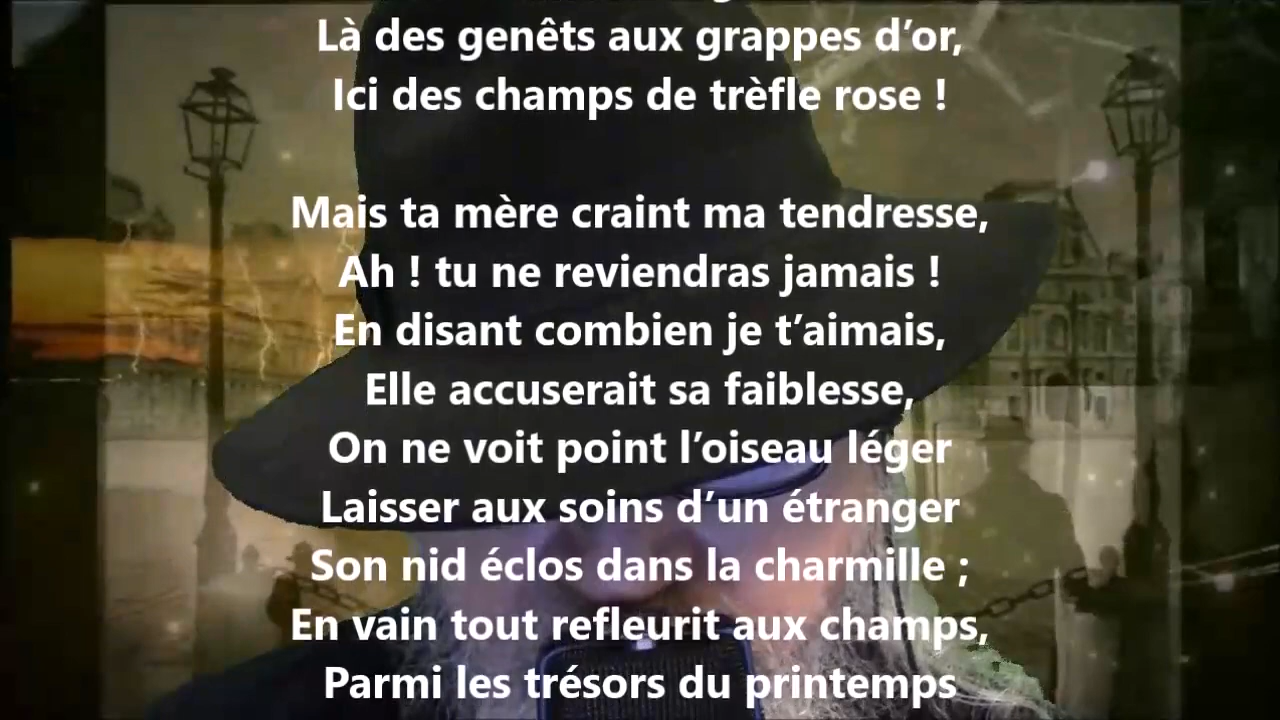 Là des genêts aux grappes d’or,
Ici des champs de trèfle rose !
Mais ta mère craint ma tendresse,
Ah ! tu ne reviendras jamais !
En disant combien je t’aimais,
Elle accuserait sa faiblesse,
On ne voit point l’oiseau léger
Laisser aux soins d’un étranger
Son nid éclos dans la charmille ;
En vain tout refleurit aux champs,
Parmi les trésors du printemps